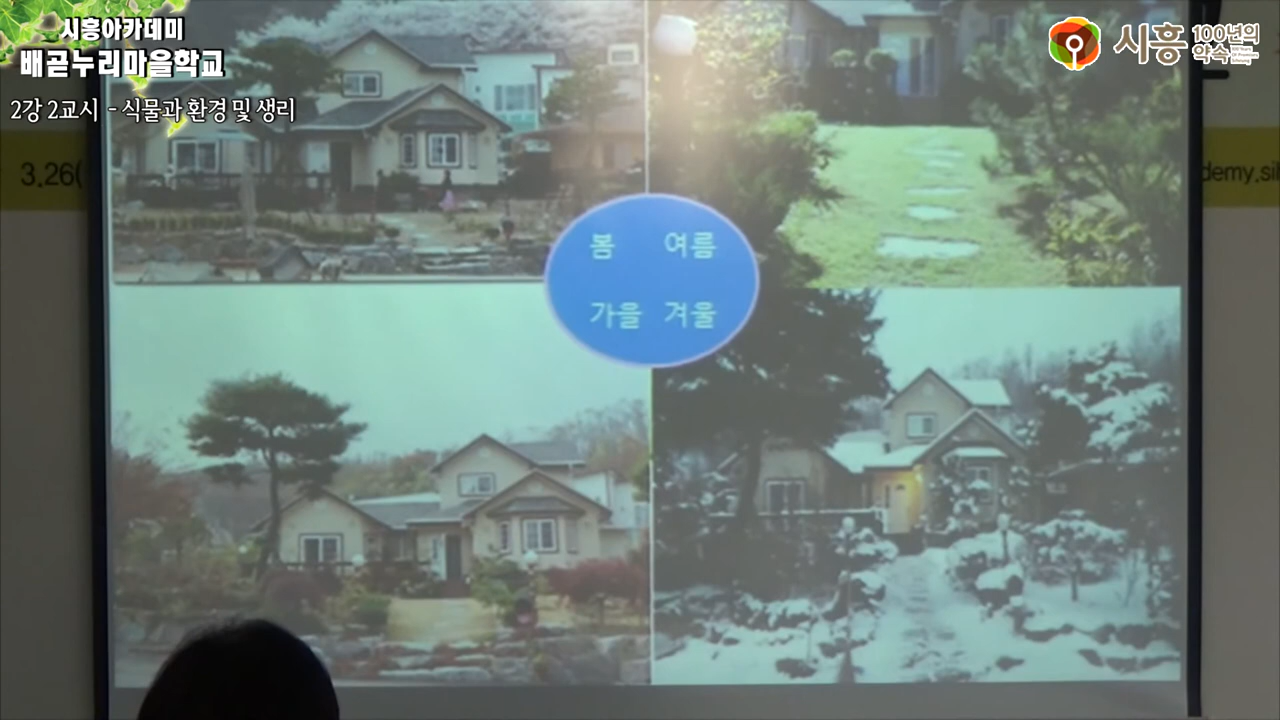 시흥아카데미
배곧누리마을학교
2강 2교시 - 식물과 환경 및 생리
시흥 100년의
약속
3.26(
demy.sih
봄 여름
가을 겨울